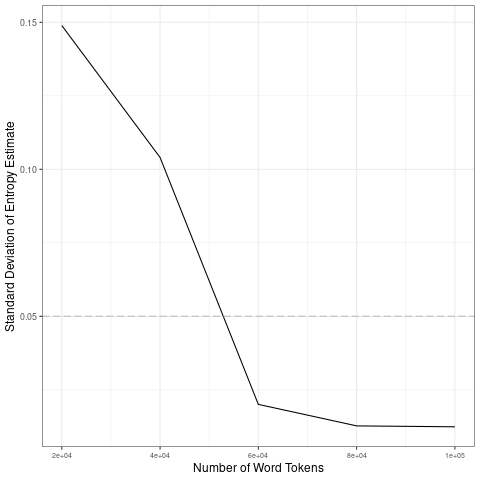 0.15
0.10
0.05
Standard Deviation of Entropy Estimate
2e+04 4e+04 6e+04 8e+04 1e+05
Number of Word Tokens